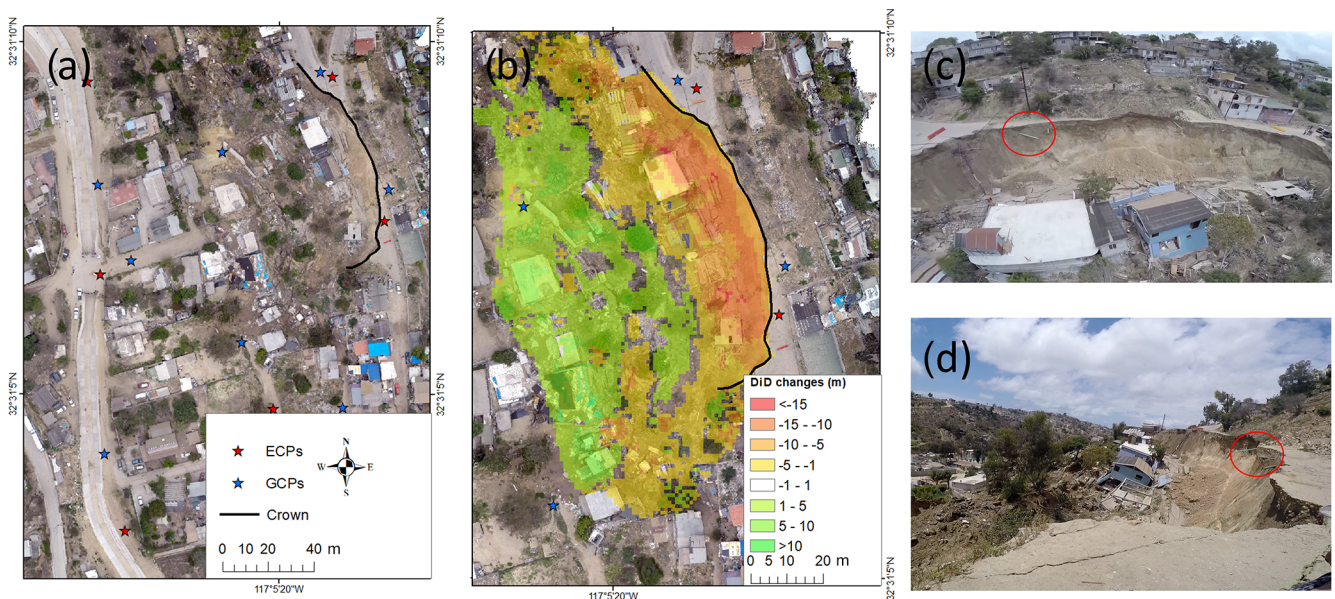 (a)
32°31'10"N
32°31'5"N
ECPs
GCPs
Crown
N
W E
S
0 10 20 40 m
117°5'20"W
(b)
32°31'10"N
32°31'5"N
DiD changes (m)
<-15
-15 - -10
-10 - -5
-5 - -1
-1 - 1
1 - 5
5 - 10
>10
0 5 10 20 m
117°5'20"W
(c)
(d)